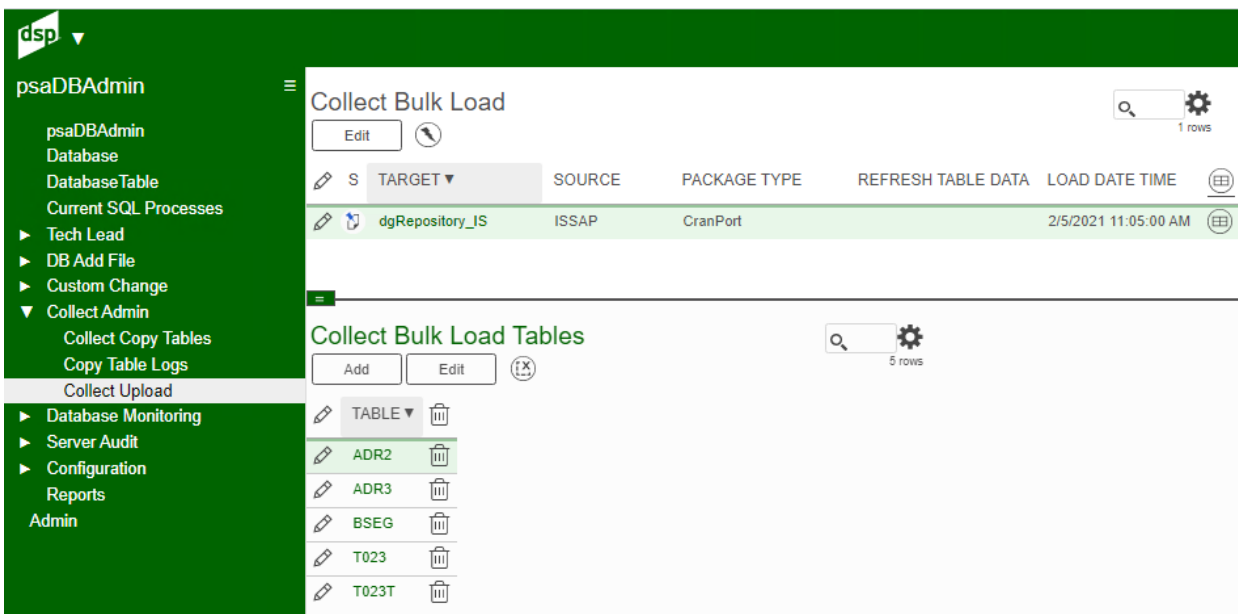 dsp
psaDBAdmin
psaDBAdmin
Database
DatabaseTable
Current SQL Processes
Tech Lead
DB Add File
Custom Change
Collect Admin
Collect Copy Tables
Copy Table Logs
Collect Upload
Database Monitoring
Server Audit
Configuration
Reports
Admin
Collect Bulk Load
1 rows
Edit
S TARGET SOURCE PACKAGE TYPE REFRESH TABLE DATA LOAD DATE TIME
dgRepository_IS ISSAP CranPort 2/5/2021 11:05:00 AM
Collect Bulk Load Tables
5 rows
Add Edit
TABLE
ADR2
ADR3
BSEG
T023
T023T